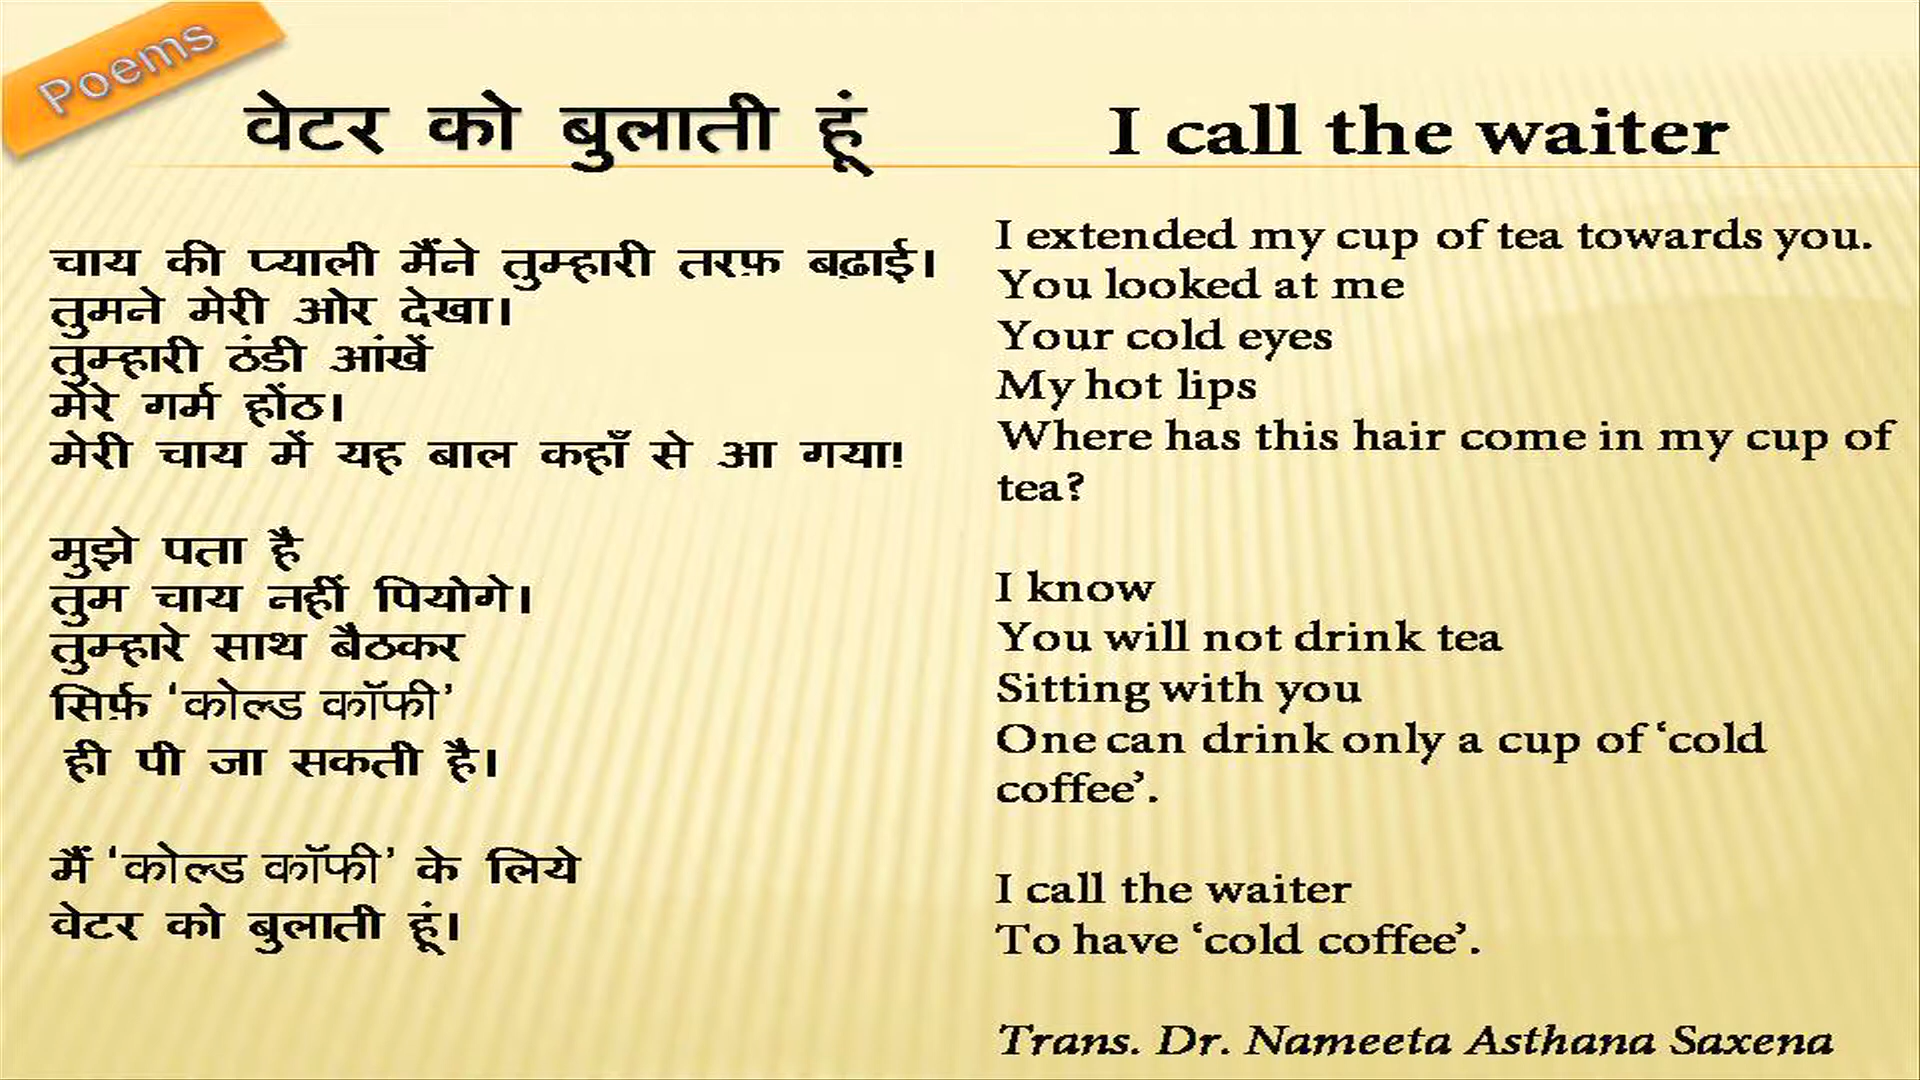 Poems
वेटर को बुलाती हूं
चाय की प्याली मैंने तुम्हारी तरफ़ बढ़ाई।
तुमने मेरी ओर देखा।
तुम्हारी ठंडी आंखें
मेरे गर्म होंठ।
मेरी चाय में यह बाल कहाँ से आ गया!
मुझे पता है
तुम चाय नहीं पियोगे।
तुम्हारे साथ बैठकर
सिर्फ़ ‘कोल्ड कॉफी’
ही पी जा सकती है।
मैं ‘कोल्ड कॉफी’ के लिये
वेटर को बुलाती हूं।
I call the waiter
I extended my cup of tea towards you.
You looked at me
Your cold eyes
My hot lips
Where has this hair come in my cup of
tea?
I know
You will not drink tea
Sitting with you
One can drink only a cup of ‘cold
coffee’.
I call the waiter
To have ‘cold coffee’.
Trans. Dr. Nameeta Asthana Saxena